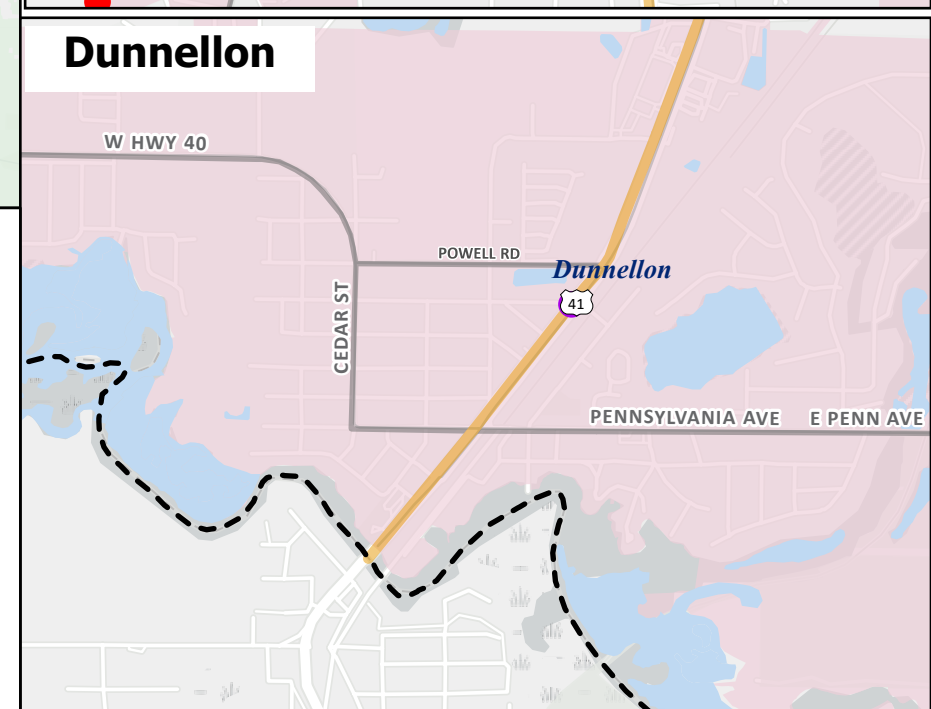 Dunnellon
W HWY 40
POWELL RD
Dunnellon
41
CEDAR ST
PENNSYLVANIA AVE
E PENN AVE